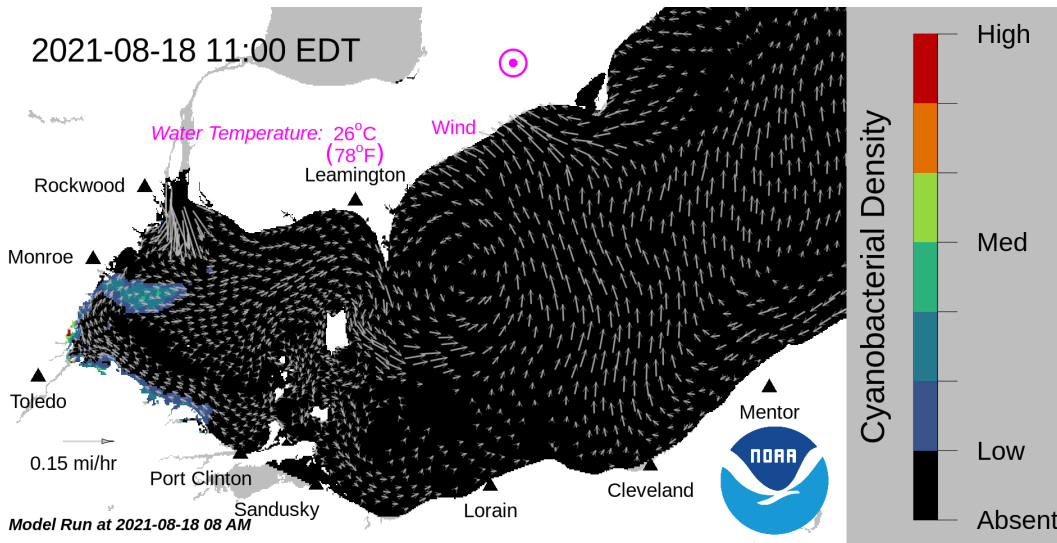 2021-08-18 11:00 EDT
High
Water Temperature: 26°C
(78°F)
Wind
Leamington
Rockwood
Monroe
Med
Cyanobacterial Density
Toledo
Mentor
NOAA
0.15 mi/hr
Low
Port Clinton
Cleveland
Sandusky
Lorain
Model Run at 2021-08-18 08 AM
Absent